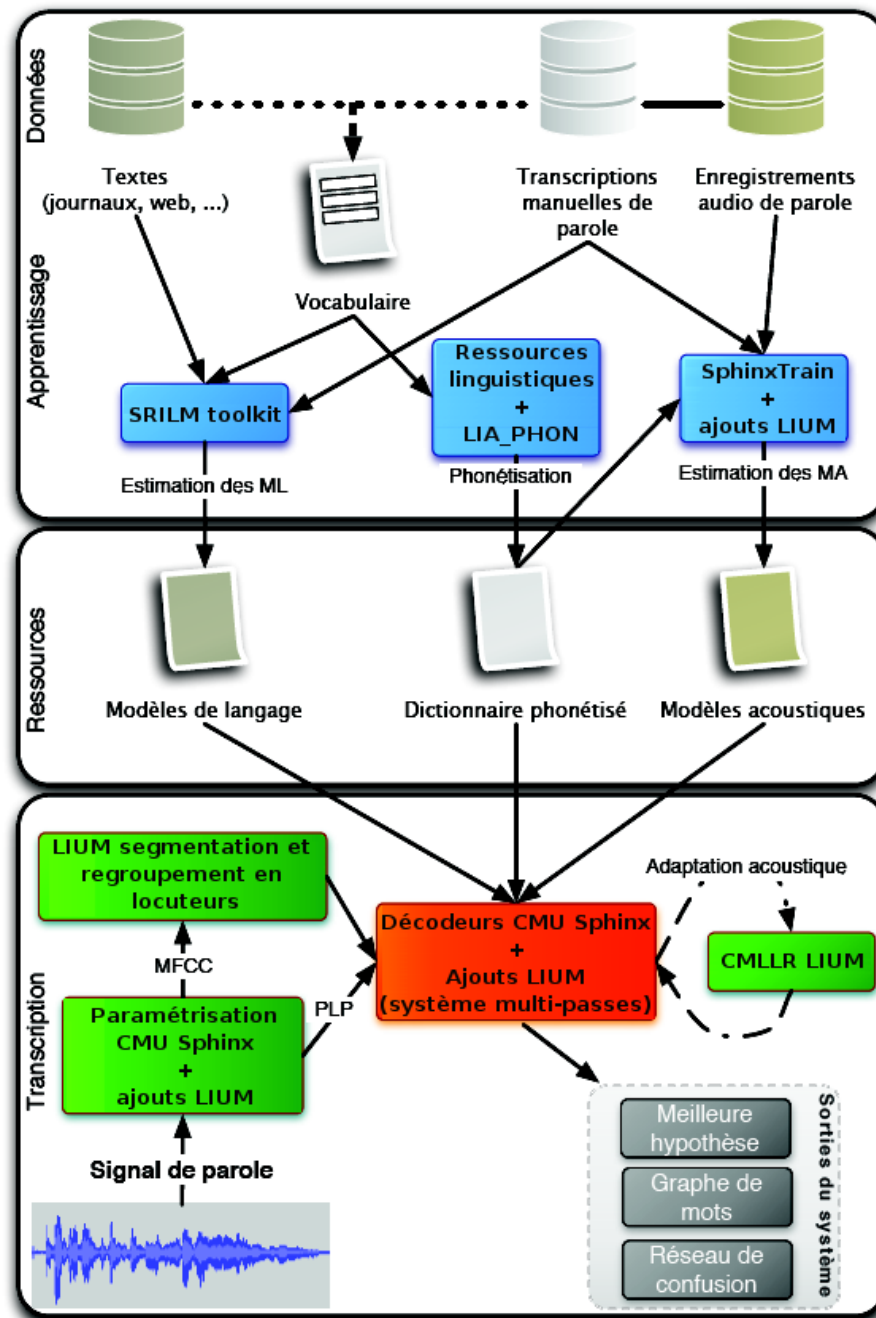 Données
Apprentissage
Textes
(journaux, web, ...)
Transcriptions
manuelles de
parole
Enregistrements
audio de parole
Vocabulaire
SRILM toolkit
Ressources
linguistiques
+
LIA_PHON
SphinxTrain
+
ajouts LIUM
Estimation des ML
Phonétisation
Estimation des MA
Ressources
Modèles de langage
Dictionnaire phonétisé
Modèles acoustiques
Transcription
LIUM segmentation et
regroupement en
locuteurs
MFCC
PLP
Paramétrisation
CMU Sphinx
+
ajouts LIUM
Signal de parole
Décodeurs CMU Sphinx
+
Ajouts LIUM
(système multi-passes)
Adaptation acoustique
CMLLR LIUM
Sorties du système
Meilleure
hypothèse
Graphe de
mots
Réseau de
confusion